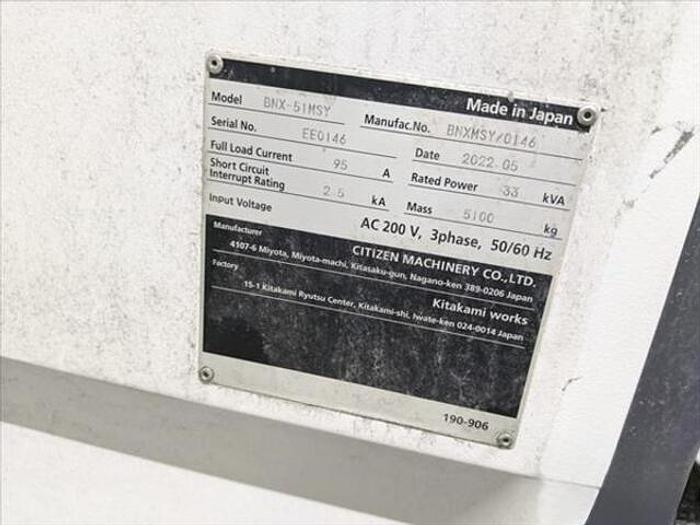 Made in Japan
Model BNX-51MSY Manufac.No. BNXMSY/0146
Serial No. EE0146 Date 2022.05
Full Load Current 95 A Rated Power 33 kVA
Short Circuit
Interrupt Rating 2.5 kA Mass 5100 kg
Input Voltage AC 200 V, 3phase, 50/60 Hz
Manufacturer CITIZEN MACHINERY CO.,LTD.
4107-6 Miyota, Miyota-machi, Kitasaku-gun, Nagano-ken 389-0206 Japan
Factory Kitakami works
15-1 Kitakami Ryutsu Center, Kitakami-shi, Iwate-ken 024-0014 Japan
190-906